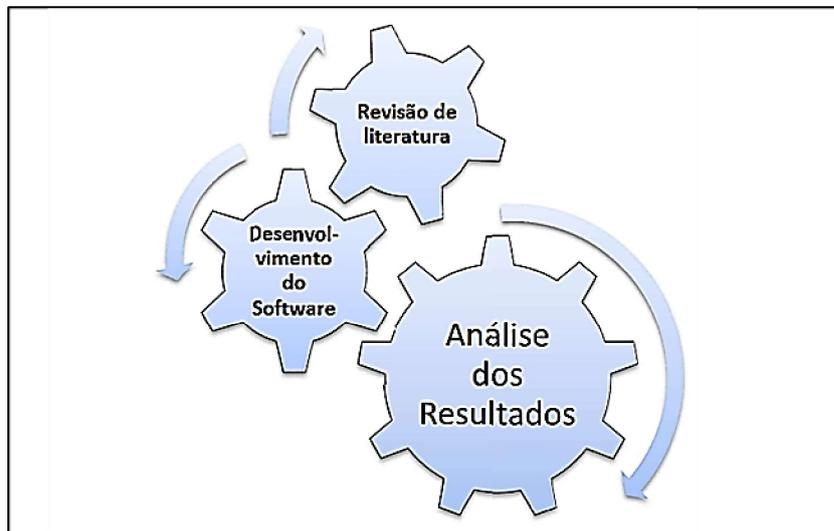 Revisão de
literatura
Desenvol-
vimento
do
Software
Análise
dos
Resultados